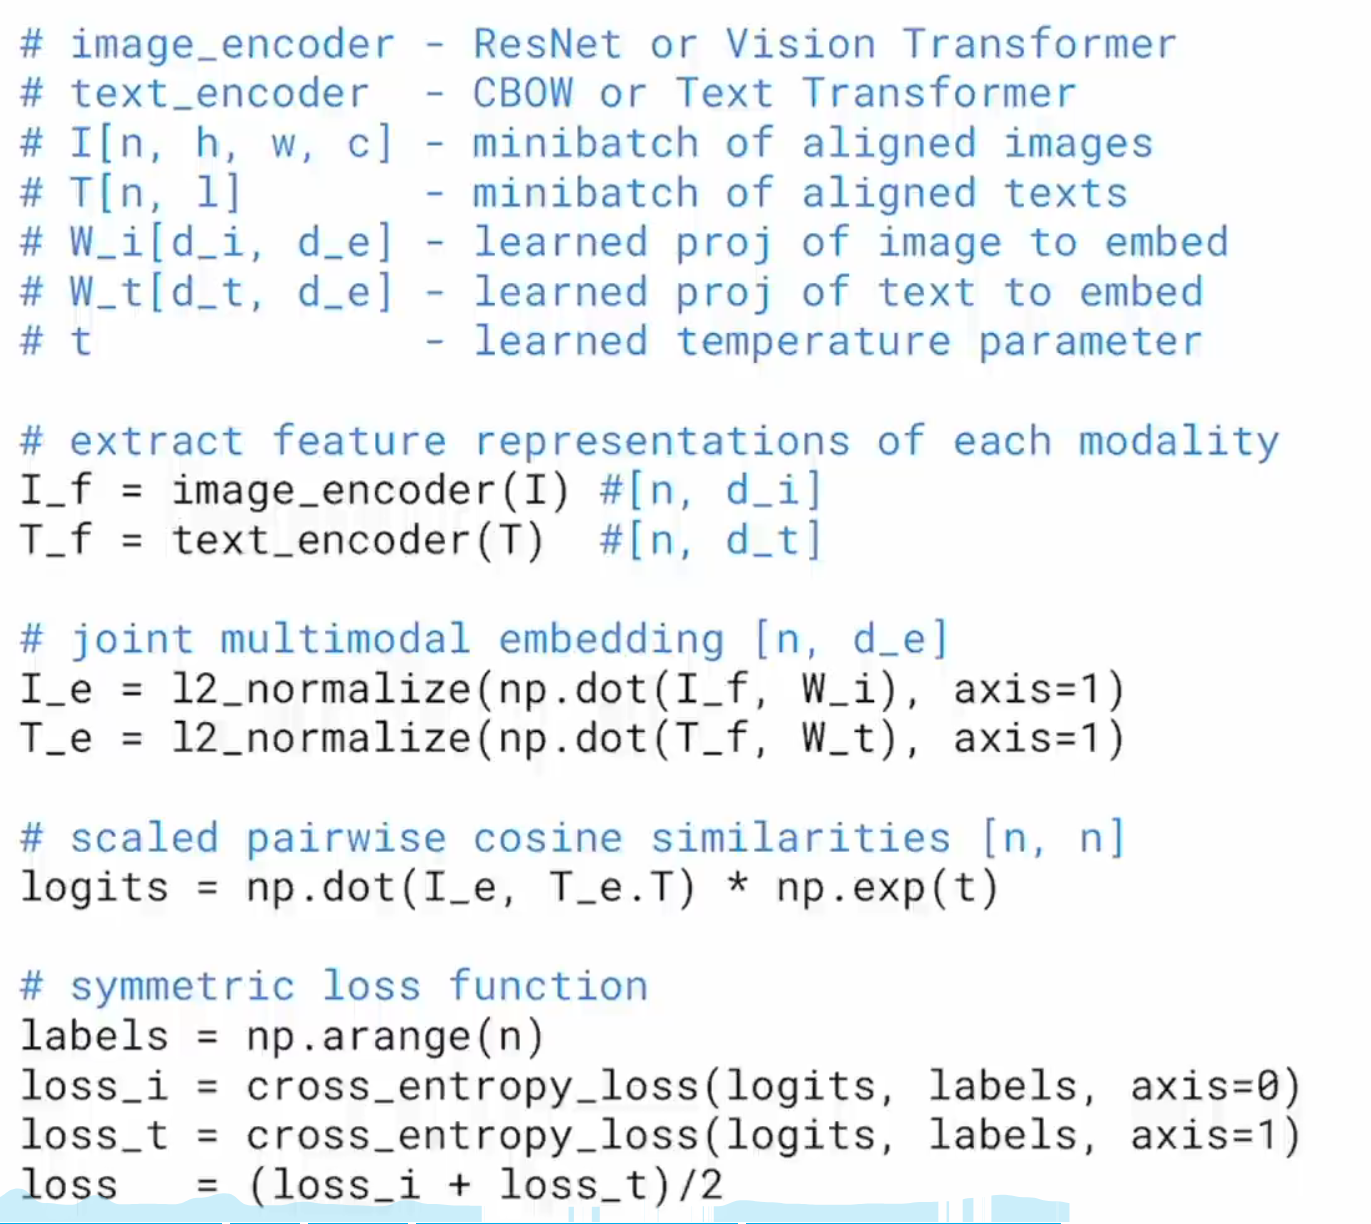 # image_encoder - ResNet or Vision Transformer
# text_encoder  - CBOW or Text Transformer
# I[n, h, w, c] - minibatch of aligned images
# T[n, l]       - minibatch of aligned texts
# W_i[d_i, d_e] - learned proj of image to embed
# W_t[d_t, d_e] - learned proj of text to embed
# t             - learned temperature parameter
# extract feature representations of each modality
I_f = image_encoder(I) #[n, d_i]
T_f = text_encoder(T)  #[n, d_t]
# joint multimodal embedding [n, d_e]
I_e = l2_normalize(np.dot(I_f, W_i), axis=1)
T_e = l2_normalize(np.dot(T_f, W_t), axis=1)
# scaled pairwise cosine similarities [n, n]
logits = np.dot(I_e, T_e.T) * np.exp(t)
# symmetric loss function
labels = np.arange(n)
loss_i = cross_entropy_loss(logits, labels, axis=0)
loss_t = cross_entropy_loss(logits, labels, axis=1)
loss   = (loss_i + loss_t)/2